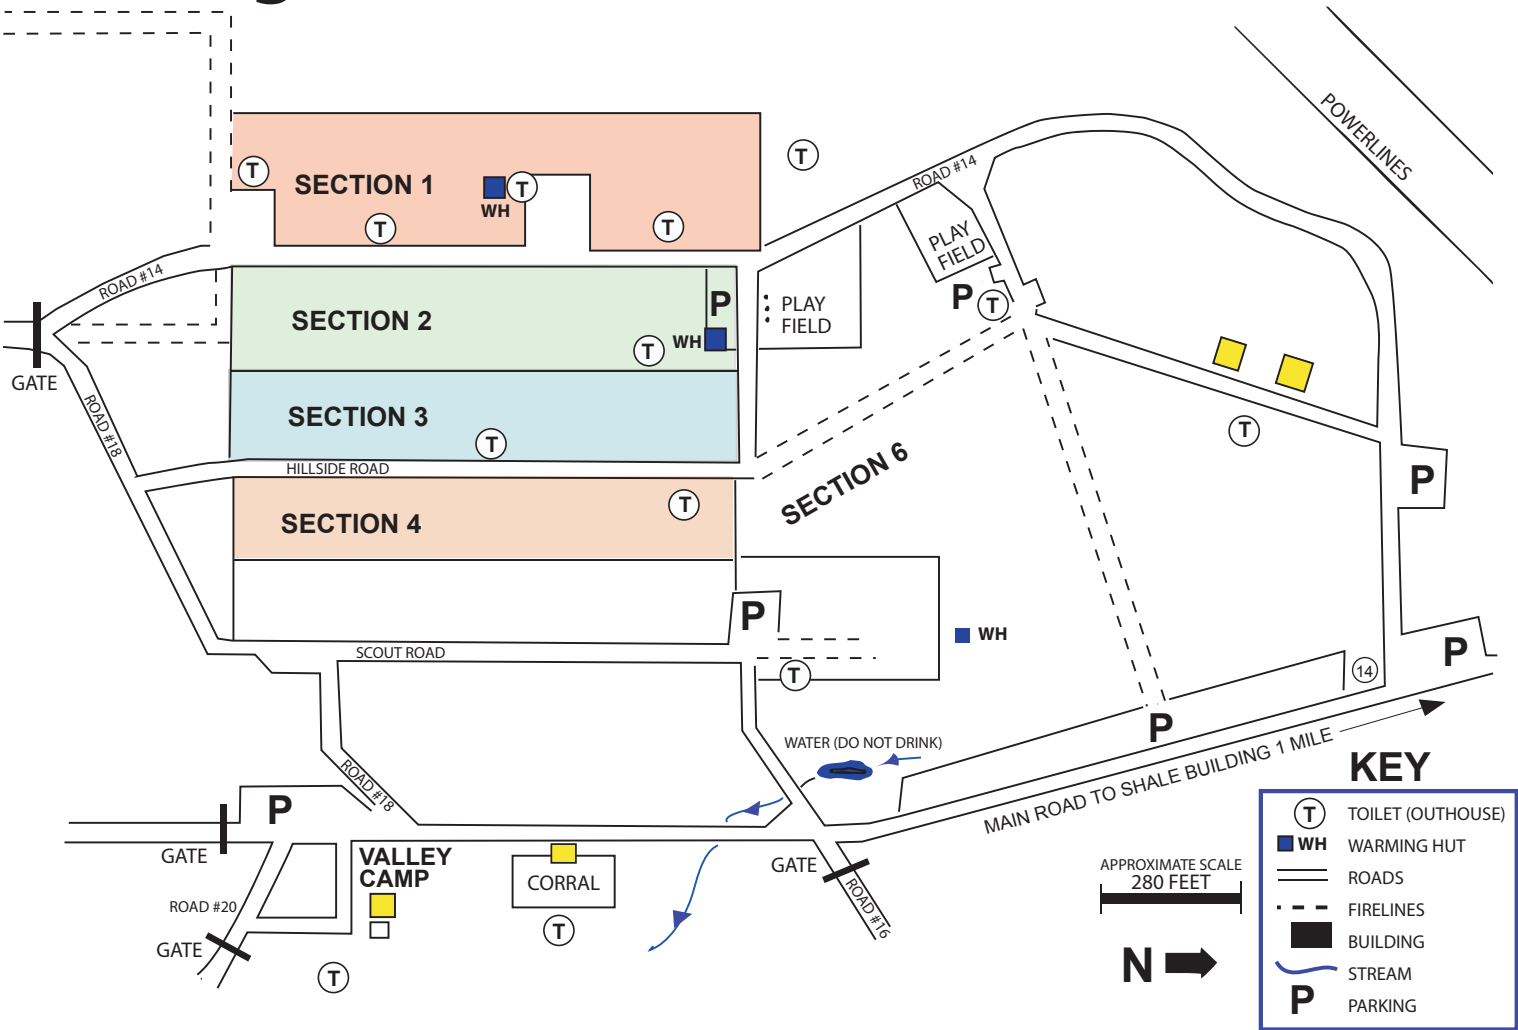 POWERLINES
ROAD #14
T
T
SECTION 1
WH
T
T
T
PLAY
FIELD
ROAD #14
SECTION 2
P
WH
T
PLAY
FIELD
P
T
GATE
ROAD #18
SECTION 3
T
HILLSIDE ROAD
SECTION 6
T
P
SECTION 4
T
P
WH
SCOUT ROAD
T
P
14
P
WATER (DO NOT DRINK)
MAIN ROAD TO SHALE BUILDING 1 MILE
ROAD #18
P
GATE
VALLEY
CAMP
CORRAL
GATE
ROAD #16
ROAD #20
GATE
T
T
APPROXIMATE SCALE
280 FEET
N
KEY
T TOILET (OUTHOUSE)
WH WARMING HUT
ROADS
FIRELINES
BUILDING
STREAM
P PARKING